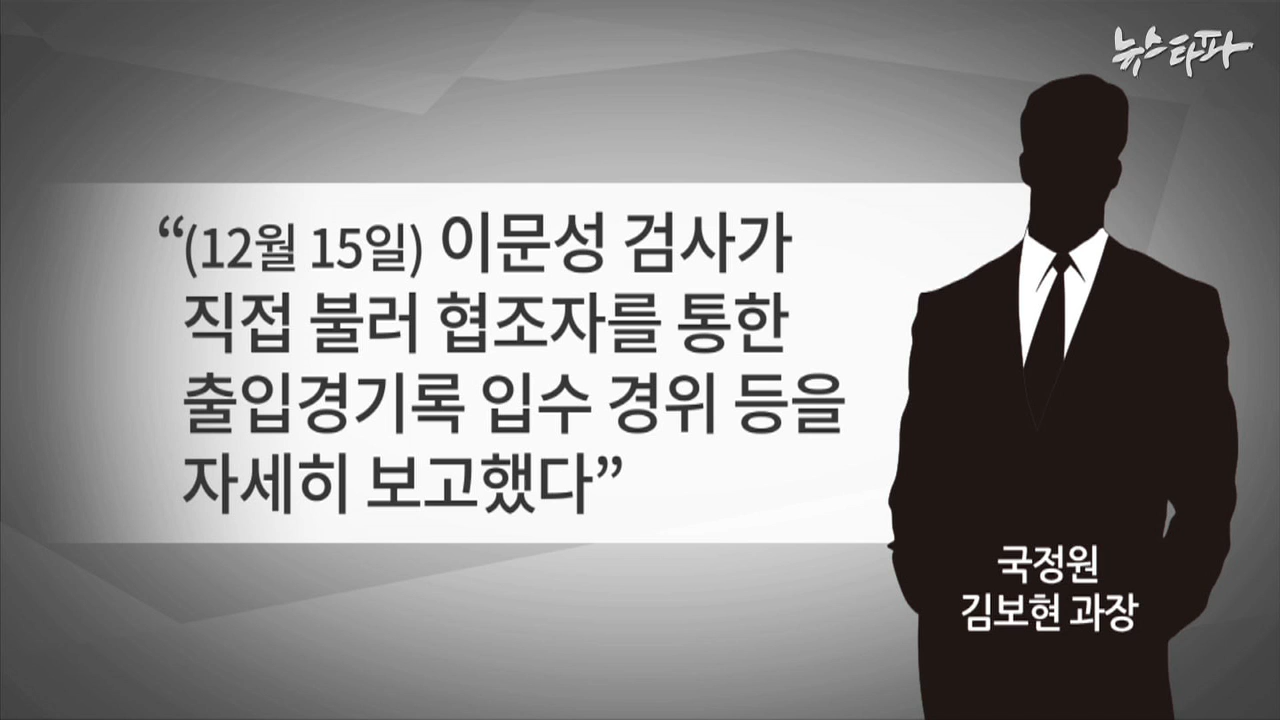 뉴스타파
“(12월 15일) 이문성 검사가
직접 불러 협조자를 통한
출입경기록 입수 경위 등을
자세히 보고했다”
국정원
김보현 과장